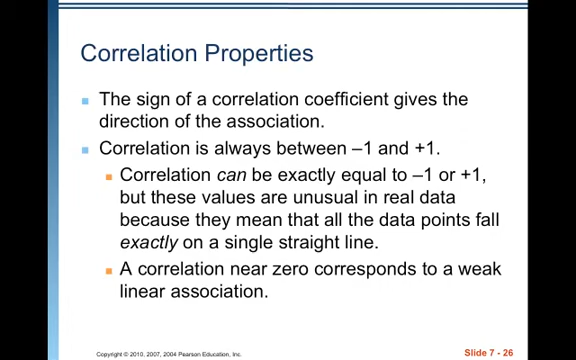 Correlation Properties
The sign of a correlation coefficient gives the
direction of the association.
Correlation is always between –1 and +1.
Correlation can be exactly equal to –1 or +1,
but these values are unusual in real data
because they mean that all the data points fall
exactly on a single straight line.
A correlation near zero corresponds to a weak
linear association.
Copyright © 2010, 2007, 2004 Pearson Education, Inc.
Slide 7 - 26